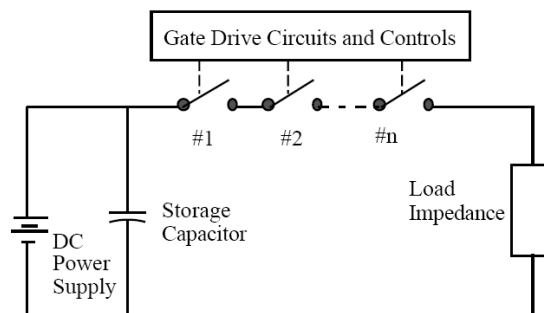 Gate Drive Circuits and Controls
#1
#2
#n
Storage
Capacitor
Load
Impedance
DC
Power
Supply